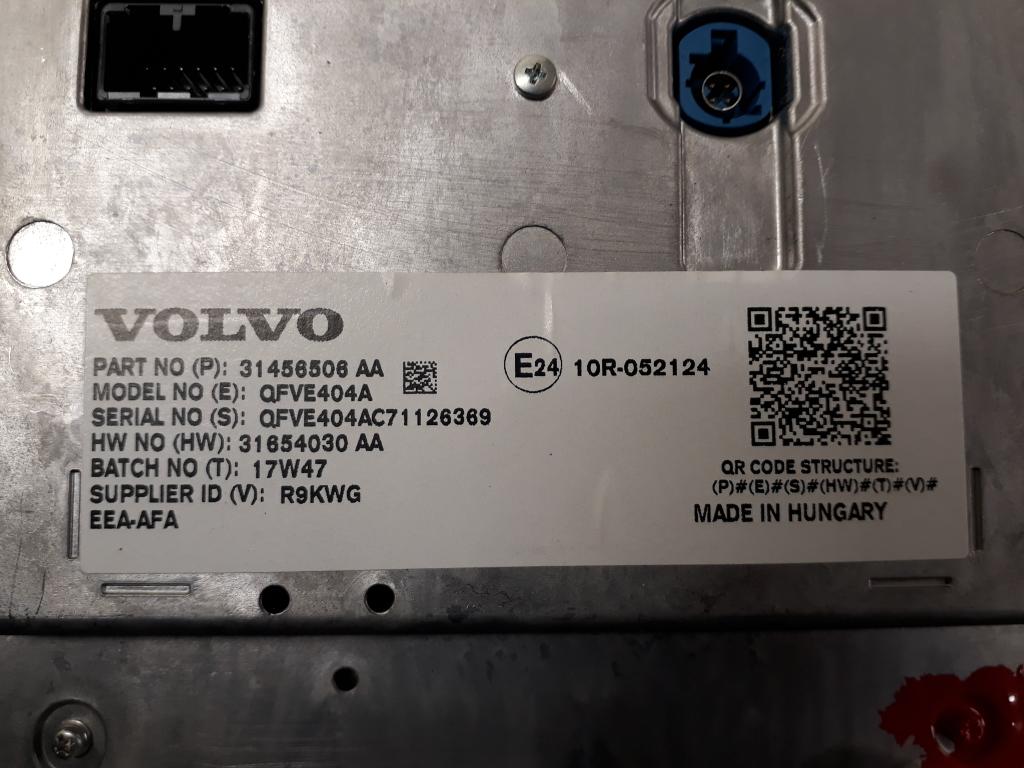 VOLVO
PART NO (P): 31456506 AA
MODEL NO (E): QFVE404A
SERIAL NO (S): QFVE404AC71126369
HW NO (HW): 31654030 AA
BATCH NO (T): 17W47
SUPPLIER ID (V): R9KWG
EEA-AFA
E24 10R-052124
QR CODE STRUCTURE:
(P)#(E)#(S)#(HW)#(T)#(V)#
MADE IN HUNGARY